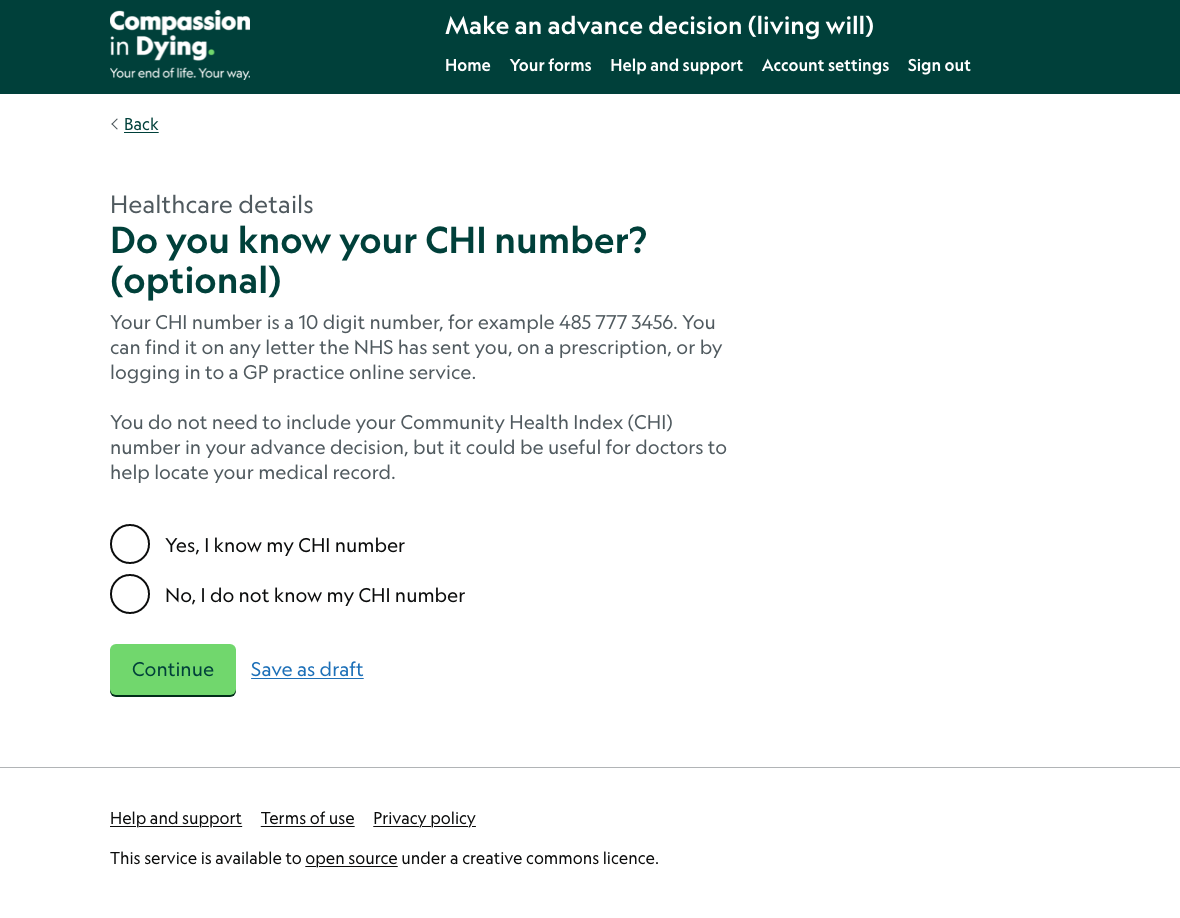 Compassion
in Dying.
Your end of life. Your way.
Make an advance decision (living will)
Home Your forms Help and support Account settings Sign out
Back
Healthcare details
Do you know your CHI number?
(optional)
Your CHI number is a 10 digit number, for example 485 777 3456. You
can find it on any letter the NHS has sent you, on a prescription, or by
logging in to a GP practice online service.
You do not need to include your Community Health Index (CHI)
number in your advance decision, but it could be useful for doctors to
help locate your medical record.
Yes, I know my CHI number
No, I do not know my CHI number
Continue Save as draft
Help and support Terms of use Privacy policy
This service is available to open source under a creative commons licence.